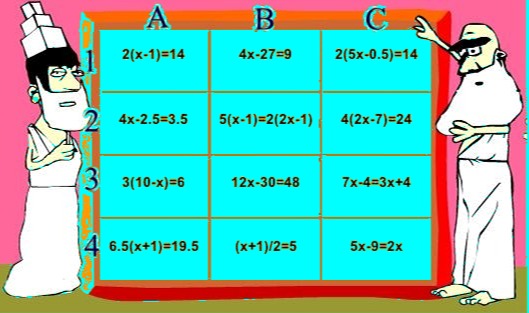 A B C
1 2(x-1)=14 4x-27=9 2(5x-0.5)=14
2 4x-2.5=3.5 5(x-1)=2(2x-1) 4(2x-7)=24
3 3(10-x)=6 12x-30=48 7x-4=3x+4
4 6.5(x+1)=19.5 (x+1)/2=5 5x-9=2x